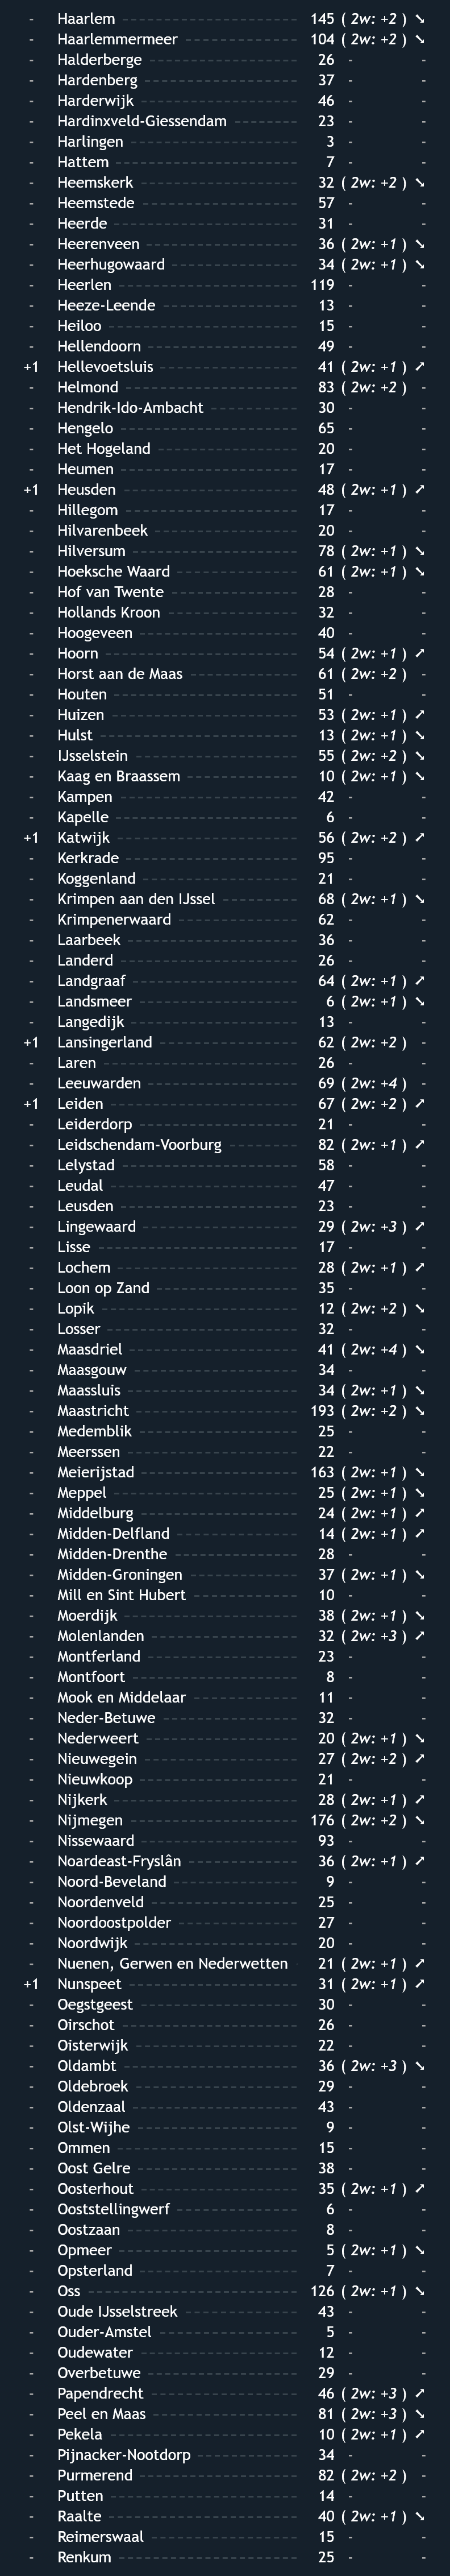 - Haarlem 145 ( 2w: +2 ) ➘
- Haarlemmermeer 104 ( 2w: +2 ) ➘
- Halderberge 26 - -
- Hardenberg 37 - -
- Harderwijk 46 - -
- Hardinxveld-Giessendam 23 - -
- Harlingen 3 - -
- Hattem 7 - -
- Heemskerk 32 ( 2w: +2 ) ➘
- Heemstede 57 - -
- Heerde 31 - -
- Heerenveen 36 ( 2w: +1 ) ➘
- Heerhugowaard 34 ( 2w: +1 ) ➘
- Heerlen 119 - -
- Heeze-Leende 13 - -
- Heiloo 15 - -
- Hellendoorn 49 - -
+1 Hellevoetsluis 41 ( 2w: +1 ) ➚
- Helmond 83 ( 2w: +2 ) -
- Hendrik-Ido-Ambacht 30 - -
- Hengelo 65 - -
- Het Hogeland 20 - -
- Heumen 17 - -
+1 Heusden 48 ( 2w: +1 ) ➚
- Hillegom 17 - -
- Hilvarenbeek 20 - -
- Hilversum 78 ( 2w: +1 ) ➘
- Hoeksche Waard 61 ( 2w: +1 ) ➘
- Hof van Twente 28 - -
- Hollands Kroon 32 - -
- Hoogeveen 40 - -
- Hoorn 54 ( 2w: +1 ) ➚
- Horst aan de Maas 61 ( 2w: +2 ) -
- Houten 51 - -
- Huizen 53 ( 2w: +1 ) ➚
- Hulst 13 ( 2w: +1 ) ➘
- IJsselstein 55 ( 2w: +2 ) ➘
- Kaag en Braassem 10 ( 2w: +1 ) ➘
- Kampen 42 - -
- Kapelle 6 - -
+1 Katwijk 56 ( 2w: +2 ) ➚
- Kerkrade 95 - -
- Koggenland 21 - -
- Krimpen aan den IJssel 68 ( 2w: +1 ) ➘
- Krimpenerwaard 62 - -
- Laarbeek 36 - -
- Landerd 26 - -
- Landgraaf 64 ( 2w: +1 ) ➚
- Landsmeer 6 ( 2w: +1 ) ➘
- Langedijk 13 - -
+1 Lansingerland 62 ( 2w: +2 ) -
- Laren 26 - -
- Leeuwarden 69 ( 2w: +4 ) -
+1 Leiden 67 ( 2w: +2 ) ➚
- Leiderdorp 21 - -
- Leidschendam-Voorburg 82 ( 2w: +1 ) ➚
- Lelystad 58 - -
- Leudal 47 - -
- Leusden 23 - -
- Lingewaard 29 ( 2w: +3 ) ➚
- Lisse 17 - -
- Lochem 28 ( 2w: +1 ) ➚
- Loon op Zand 35 - -
- Lopik 12 ( 2w: +2 ) ➘
- Losser 32 - -
- Maasdriel 41 ( 2w: +4 ) ➘
- Maasgouw 34 - -
- Maassluis 34 ( 2w: +1 ) ➘
- Maastricht 193 ( 2w: +2 ) ➘
- Medemblik 25 - -
- Meerssen 22 - -
- Meierijstad 163 ( 2w: +1 ) ➘
- Meppel 25 ( 2w: +1 ) ➘
- Middelburg 24 ( 2w: +1 ) ➚
- Midden-Delfland 14 ( 2w: +1 ) ➚
- Midden-Drenthe 28 - -
- Midden-Groningen 37 ( 2w: +1 ) ➘
- Mill en Sint Hubert 10 - -
- Moerdijk 38 ( 2w: +1 ) ➘
- Molenlanden 32 ( 2w: +3 ) ➚
- Montferland 23 - -
- Montfoort 8 - -
- Mook en Middelaar 11 - -
- Neder-Betuwe 32 - -
- Nederweert 20 ( 2w: +1 ) ➘
- Nieuwegein 27 ( 2w: +2 ) ➚
- Nieuwkoop 21 - -
- Nijkerk 28 ( 2w: +1 ) ➚
- Nijmegen 176 ( 2w: +2 ) ➘
- Nissewaard 93 - -
- Noardeast-Fryslân 36 ( 2w: +1 ) ➚
- Noord-Beveland 9 - -
- Noordenveld 25 - -
- Noordoostpolder 27 - -
- Noordwijk 20 - -
- Nuenen, Gerwen en Nederwetten 21 ( 2w: +1 ) ➚
+1 Nunspeet 31 ( 2w: +1 ) ➚
- Oegstgeest 30 - -
- Oirschot 26 - -
- Oisterwijk 22 - -
- Oldambt 36 ( 2w: +3 ) ➘
- Oldebroek 29 - -
- Oldenzaal 43 - -
- Olst-Wijhe 9 - -
- Ommen 15 - -
- Oost Gelre 38 - -
- Oosterhout 35 ( 2w: +1 ) ➚
- Ooststellingwerf 6 - -
- Oostzaan 8 - -
- Opmeer 5 ( 2w: +1 ) ➘
- Opsterland 7 - -
- Oss 126 ( 2w: +1 ) ➘
- Oude IJsselstreek 43 - -
- Ouder-Amstel 5 - -
- Oudewater 12 - -
- Overbetuwe 29 - -
- Papendrecht 46 ( 2w: +3 ) ➚
- Peel en Maas 81 ( 2w: +3 ) ➘
- Pekela 10 ( 2w: +1 ) ➚
- Pijnacker-Nootdorp 34 - -
- Purmerend 82 ( 2w: +2 ) -
- Putten 14 - -
- Raalte 40 ( 2w: +1 ) ➘
- Reimerswaal 15 - -
- Renkum 25 - -